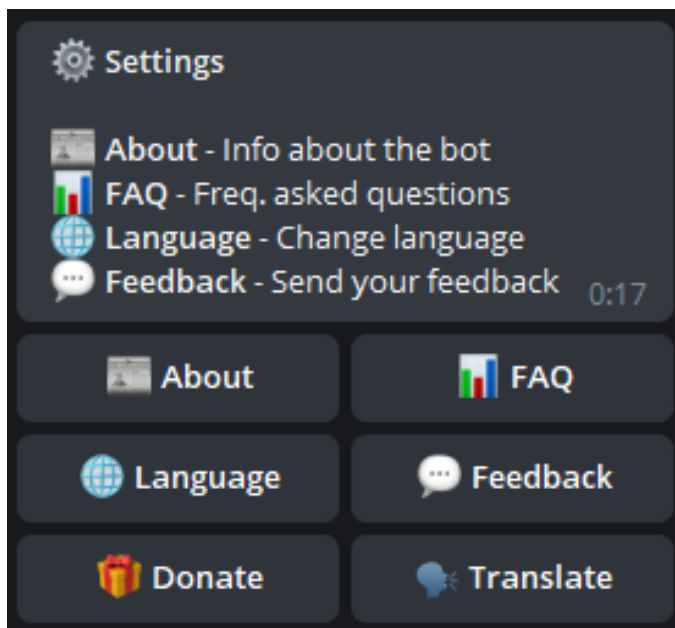 Settings
About - Info about the bot
FAQ - Freq. asked questions
Language - Change language
Feedback - Send your feedback
0:17
About
FAQ
Language
Feedback
Donate
Translate